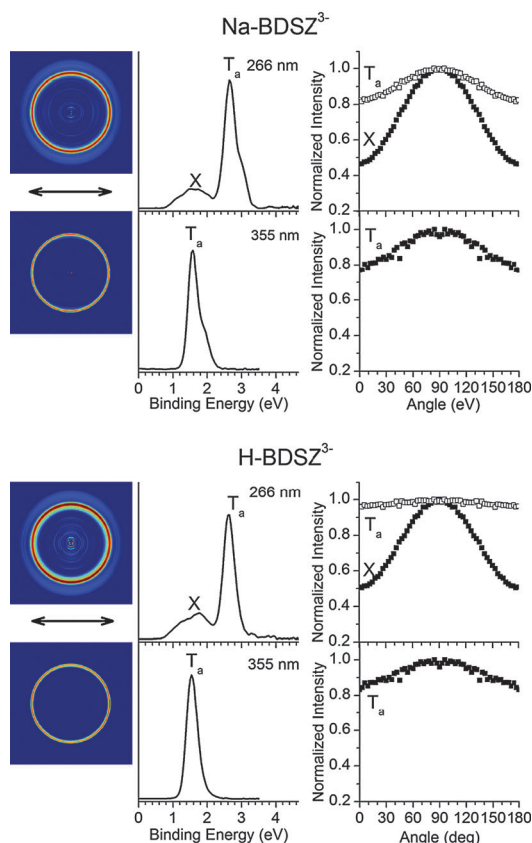 Na-BDSZ3-
Ta 266 nm
X
Ta 355 nm
0 1 2 3 4
Binding Energy (eV)
Normalized Intensity
1.0
0.8
0.6
0.4
0.2
Ta
X
Normalized Intensity
1.0
0.8
0.6
0.4
0.2
Ta
0 30 60 90 120 150 180
Angle (eV)
H-BDSZ3-
266 nm
Ta
X
Ta 355 nm
0 1 2 3 4
Binding Energy (eV)
Normalized Intensity
1.0
0.8
0.6
0.4
0.2
Ta
X
Normalized Intensity
1.0
0.8
0.6
0.4
0.2
Ta
0 30 60 90 120 150 180
Angle (deg)